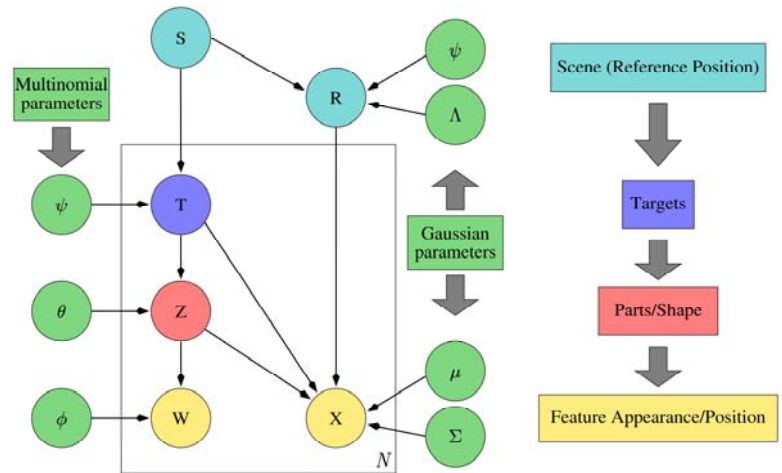 S
ψ
Scene (Reference Position)
Multinomial
parameters
R
Λ
ψ
T
Targets
Gaussian
parameters
θ
Z
Parts/Shape
μ
ϕ
W
X
Feature Appearance/Position
Σ
N